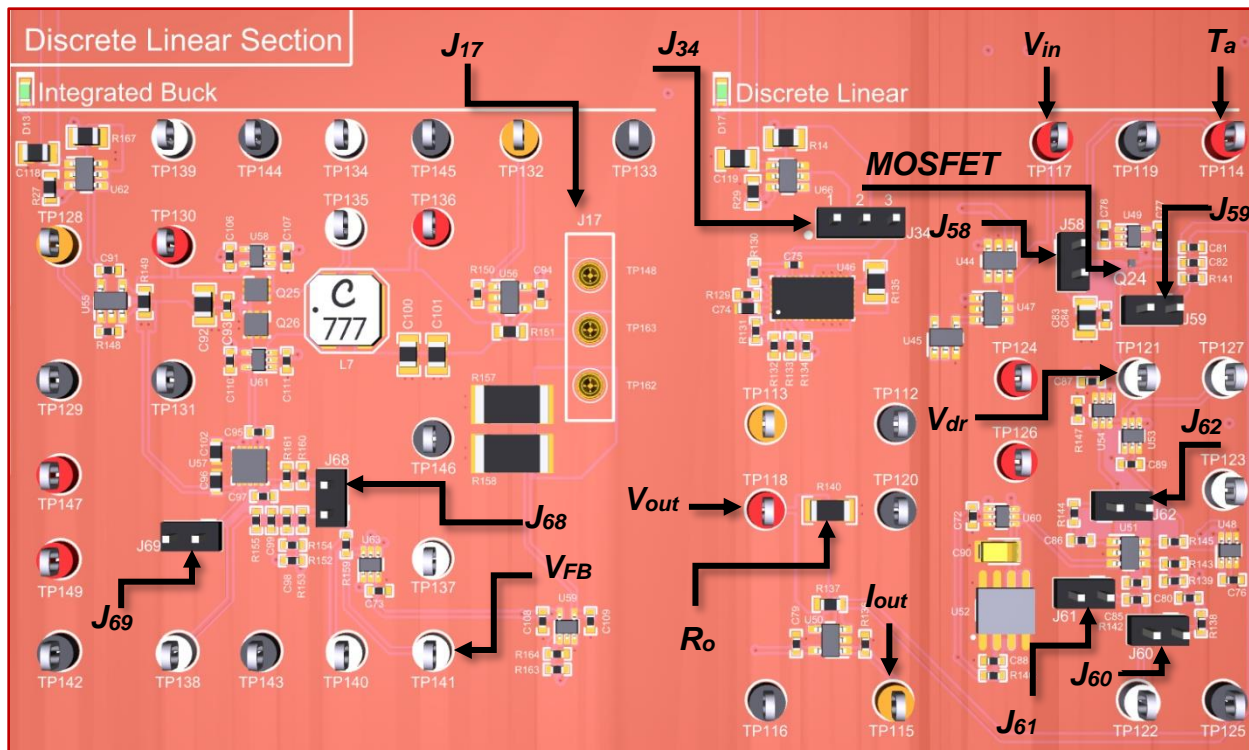 Discrete Linear Section
J17
J34
Vin
Ta
Integrated Buck
Discrete Linear
D13
D17
R167
C118
R27
U62
TP139
TP144
TP134
TP145
TP132
TP133
R14
C119
R29
U66
MOSFET
TP117
TP119
TP114
TP128
TP130
TP135
TP136
J17
1 2 3
J34
J58
J58
C78
U49
C77
J59
C91
R149
U55
R148
C106
U58
C107
Q25
Q26
C92
C93
C110
U61
C111
C
777
L7
C100
C101
R150
U56
C94
R151
TP148
TP163
TP162
R130
C75
U46
R135
R129
C74
R131
R132
R133
R134
U44
U47
U45
Q24
C81
C82
R141
C83
C84
J59
TP129
TP131
R157
R158
TP146
TP113
TP112
TP124
TP121
TP127
C87
Vdr
R147
U54
U53
C89
J62
TP126
TP123
C102
C95
U57
C96
C97
R161
R160
J68
J68
TP147
Vout
TP118
R140
TP120
C72
U60
R144
J62
C86
U51
R145
R143
R139
U48
C76
J69
R155
C99
R154
R152
C98
R153
R159
U63
C73
TP149
TP137
VFB
J69
C90
U52
J61
C85
R142
C80
R138
J60
C88
C108
U59
C109
R164
R163
Ro
R137
C79
U50
Iout
TP142
TP138
TP143
TP140
TP141
TP116
TP115
J61
J60
TP122
TP125